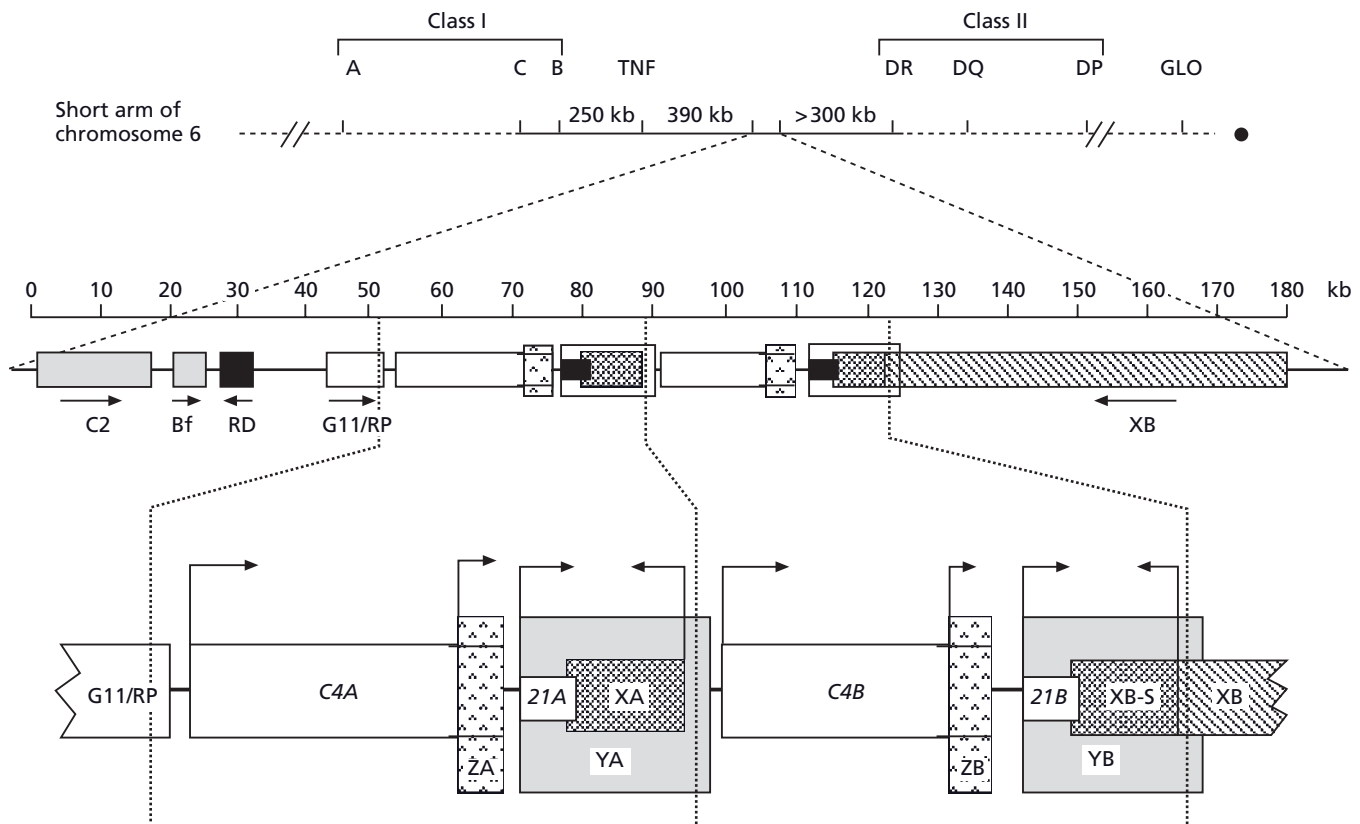 Class I Class II
A C B TNF DR DQ DP GLO
Short arm of
chromosome 6
250 kb 390 kb >300 kb
0 10 20 30 40 50 60 70 80 90 100 110 120 130 140 150 160 170 180 kb
C2 Bf RD G11/RP XB
G11/RP C4A 21A XA C4B 21B XB-S XB
ZA YA ZB YB